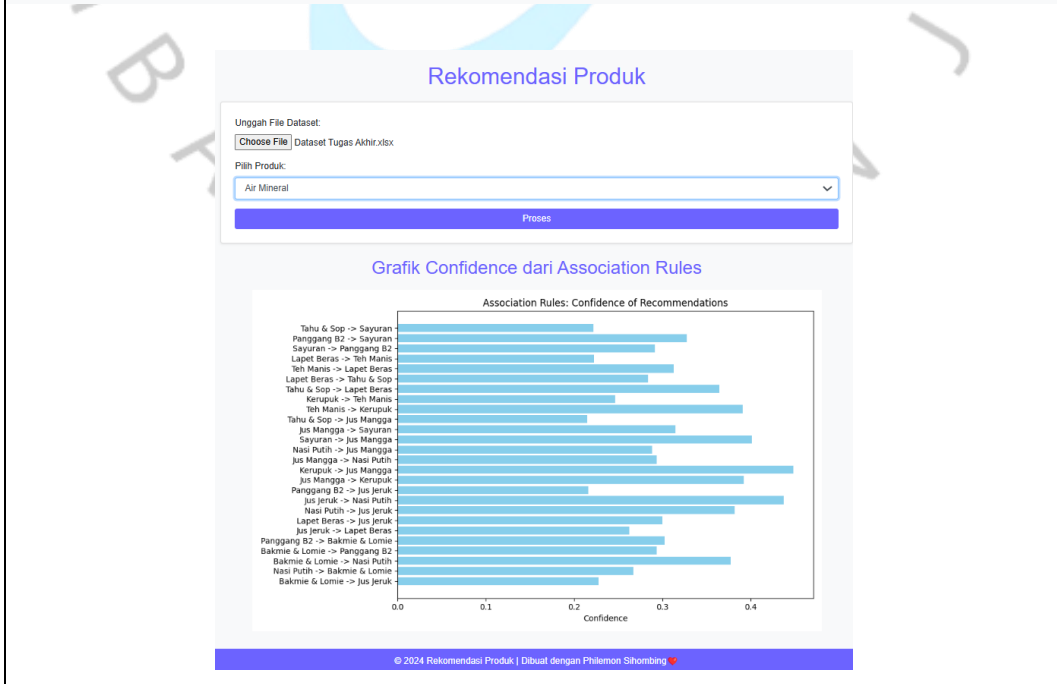 Rekomendasi Produk
Unggah File Dataset:
Choose File Dataset Tugas Akhir.xlsx
Pilih Produk:
Air Mineral
Proses
Grafik Confidence dari Association Rules
Association Rules: Confidence of Recommendations
Tahu & Sop -> Sayuran
Panggang B2 -> Sayuran
Sayuran -> Panggang B2
Lapet Beras -> Teh Manis
Teh Manis -> Lapet Beras
Lapet Beras -> Tahu & Sop
Tahu & Sop -> Lapet Beras
Kerupuk -> Teh Manis
Teh Manis -> Kerupuk
Tahu & Sop -> Jus Mangga
Jus Mangga -> Sayuran
Sayuran -> Jus Mangga
Nasi Putih -> Jus Mangga
Jus Mangga -> Nasi Putih
Kerupuk -> Jus Mangga
Jus Mangga -> Kerupuk
Panggang B2 -> Jus Jeruk
Jus Jeruk -> Nasi Putih
Nasi Putih -> Jus Jeruk
Lapet Beras -> Jus Jeruk
Jus Jeruk -> Lapet Beras
Panggang B2 -> Bakmie & Lomie
Bakmie & Lomie -> Panggang B2
Bakmie & Lomie -> Nasi Putih
Nasi Putih -> Bakmie & Lomie
Bakmie & Lomie -> Jus Jeruk
0.0 0.1 0.2 0.3 0.4
Confidence
© 2024 Rekomendasi Produk | Dibuat dengan Philemon Sihombing